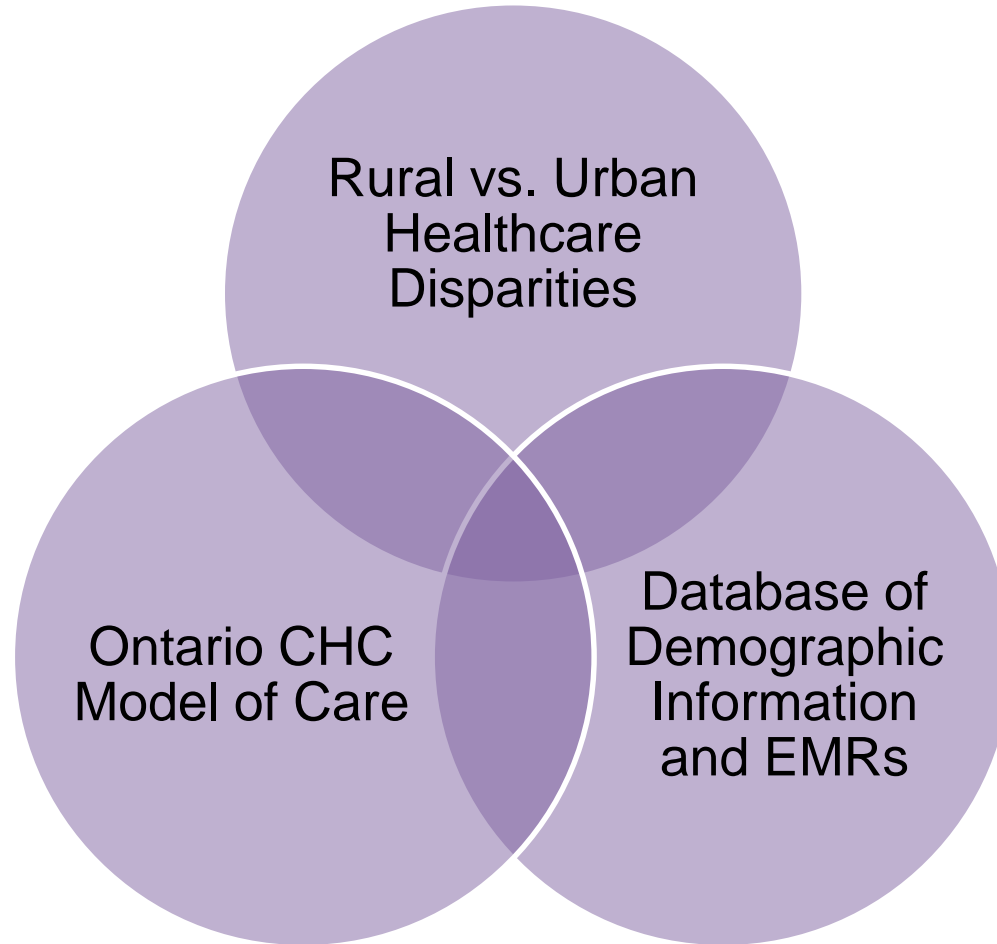 Rural vs. Urban
Healthcare
Disparities
Ontario CHC
Model of Care
Database of
Demographic
Information
and EMRs